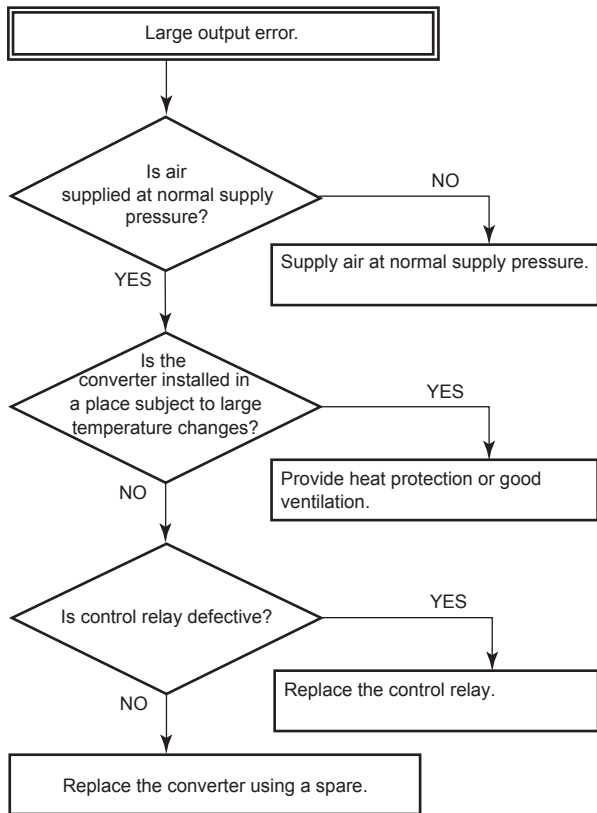 Large output error.
Is air
supplied at normal supply
pressure?
NO
Supply air at normal supply pressure.
YES
Is the
converter installed in
a place subject to large
temperature changes?
YES
Provide heat protection or good
ventilation.
NO
Is control relay defective?
YES
Replace the control relay.
NO
Replace the converter using a spare.